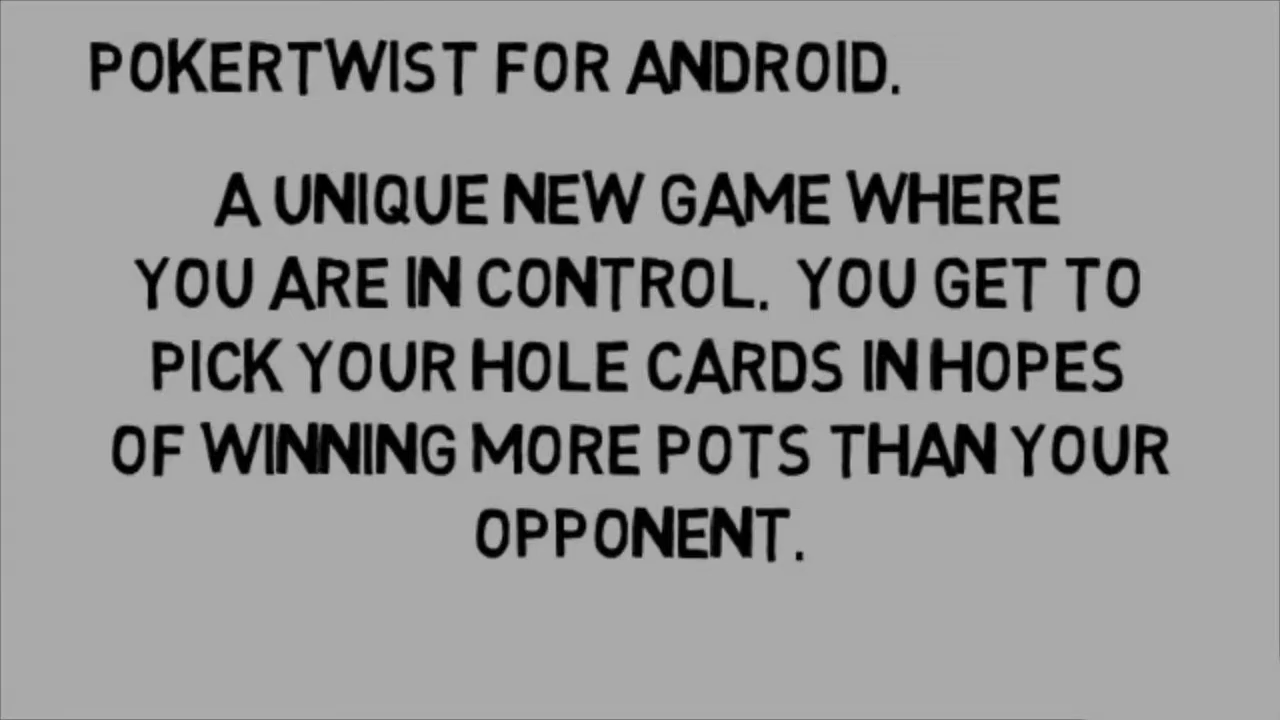 POKERTWIST FOR ANDROID.
A UNIQUE NEW GAME WHERE
YOU ARE IN CONTROL. YOU GET TO
PICK YOUR HOLE CARDS IN HOPES
OF WINNING MORE POTS THAN YOUR
OPPONENT.